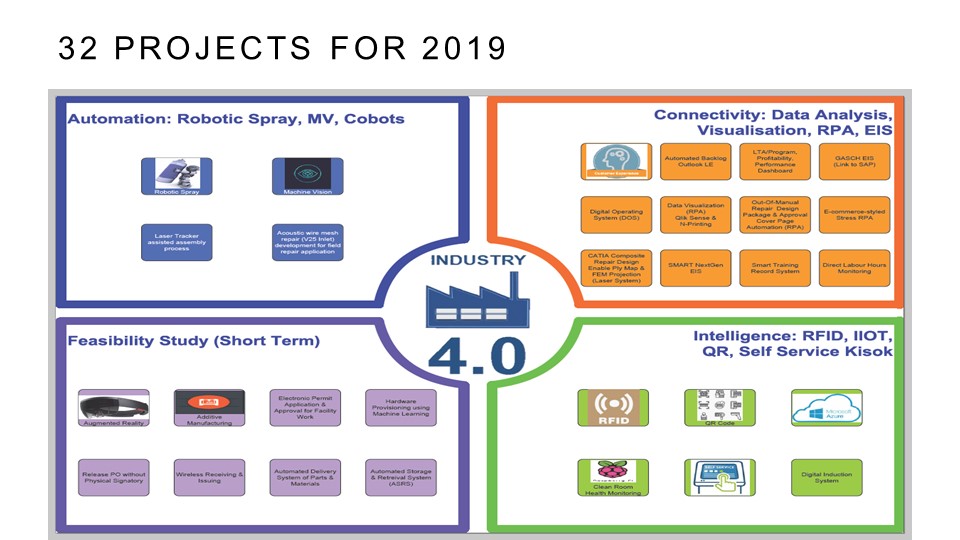 32 PROJECTS FOR 2019
Automation: Robotic Spray, MV, Cobots
Robotic Spray
Machine Vision
Laser Tracker
assisted assembly
process
Acoustic wire mesh
repair (V25 Inlet)
development for field
repair application
Connectivity: Data Analysis,
Visualisation, RPA, EIS
Customer Experience
Automated Backlog
Outlook LE
LTA/Program,
Profitability,
Performance
Dashboard
GASCH EIS
(Link to SAP)
Digital Operating
System (DOS)
Data Visualization
(RPA)
Qlik Sense &
N-Printing
Out-Of-Manual
Repair Design
Package & Approval
Cover Page
Automation (RPA)
E-commerce-styled
Stress RPA
CATIA Composite
Repair Design
Enable Ply Map &
FEM Projection
(Laser System)
SMART NextGen
EIS
Smart Training
Record System
Direct Labour Hours
Monitoring
INDUSTRY
4.0
Feasibility Study (Short Term)
Augmented Reality
Additive
Manufacturing
Electronic Permit
Application &
Approval for Facility
Work
Hardware
Provisioning using
Machine Learning
Release PO without
Physical Signatory
Wireless Receiving &
Issuing
Automated Delivery
System of Parts &
Materials
Automated Storage
& Retreival System
(ASRS)
Intelligence: RFID, IIOT,
QR, Self Service Kisok
RFID
QR Code
Microsoft
Azure
Raspberry Pi
Clean Room
Health Monitoring
SELF SERVICE
Digital Induction
System